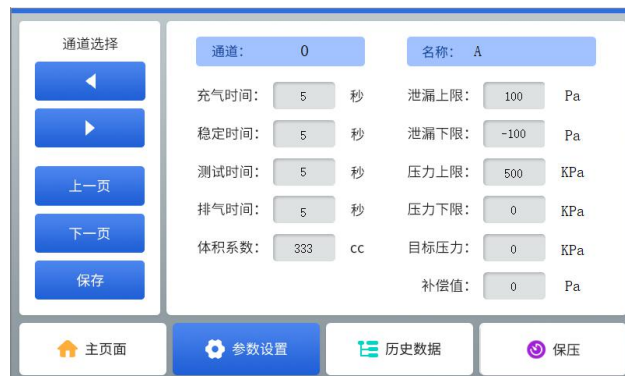 通道选择
上一页
下一页
保存
通道： 0
名称： A
充气时间： 5 秒
泄漏上限： 100 Pa
稳定时间： 5 秒
泄漏下限： -100 Pa
测试时间： 5 秒
压力上限： 500 KPa
排气时间： 5 秒
压力下限： 0 KPa
体积系数： 333 cc
目标压力： 0 KPa
补偿值： 0 Pa
主页面
参数设置
历史数据
保压